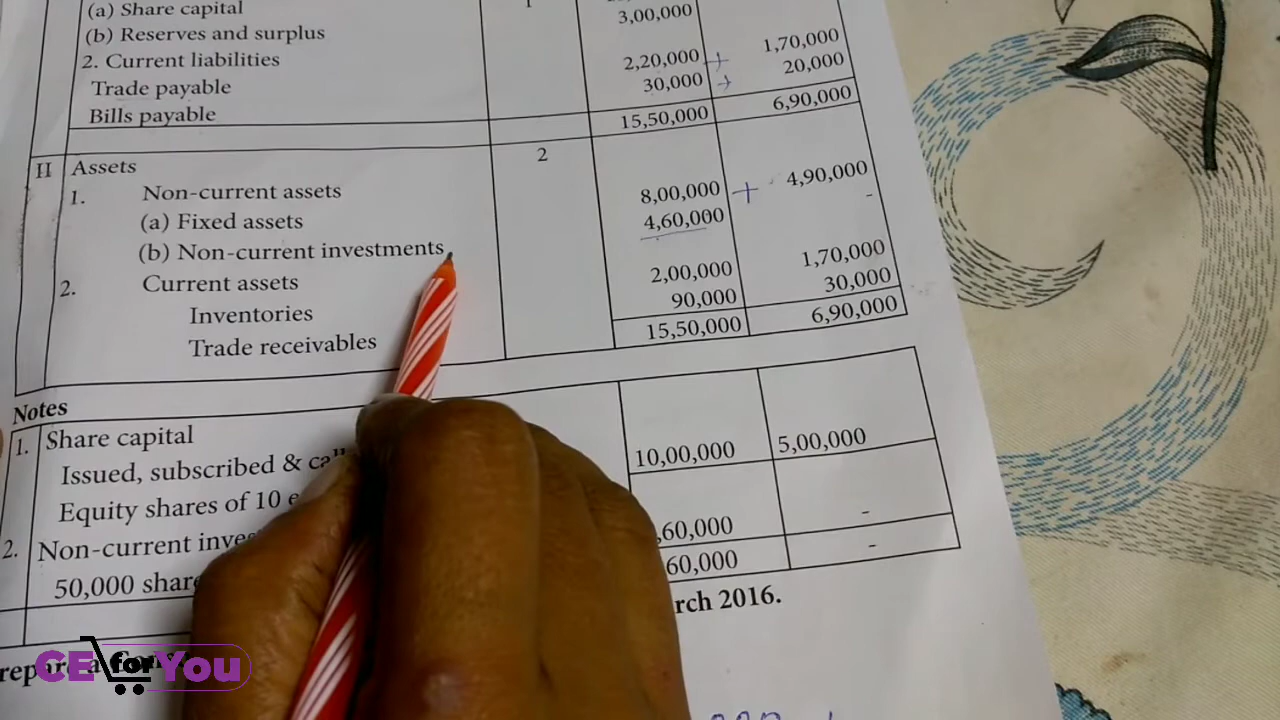 (a) Share capital 1
(b) Reserves and surplus 3,00,000
2. Current liabilities
Trade payable 2,20,000 + 1,70,000
Bills payable 30,000 + 20,000
15,50,000 6,90,000
II Assets 2
1. Non-current assets
(a) Fixed assets 8,00,000 + 4,90,000
(b) Non-current investments 4,60,000 -
2. Current assets
Inventories 2,00,000 1,70,000
Trade receivables 90,000 30,000
15,50,000 6,90,000
Notes
1. Share capital
Issued, subscribed &
Equity shares of 10 10,00,000 5,00,000
2. Non-current
50,000 ,60,000 -
60,000 -
2016.
CE for You